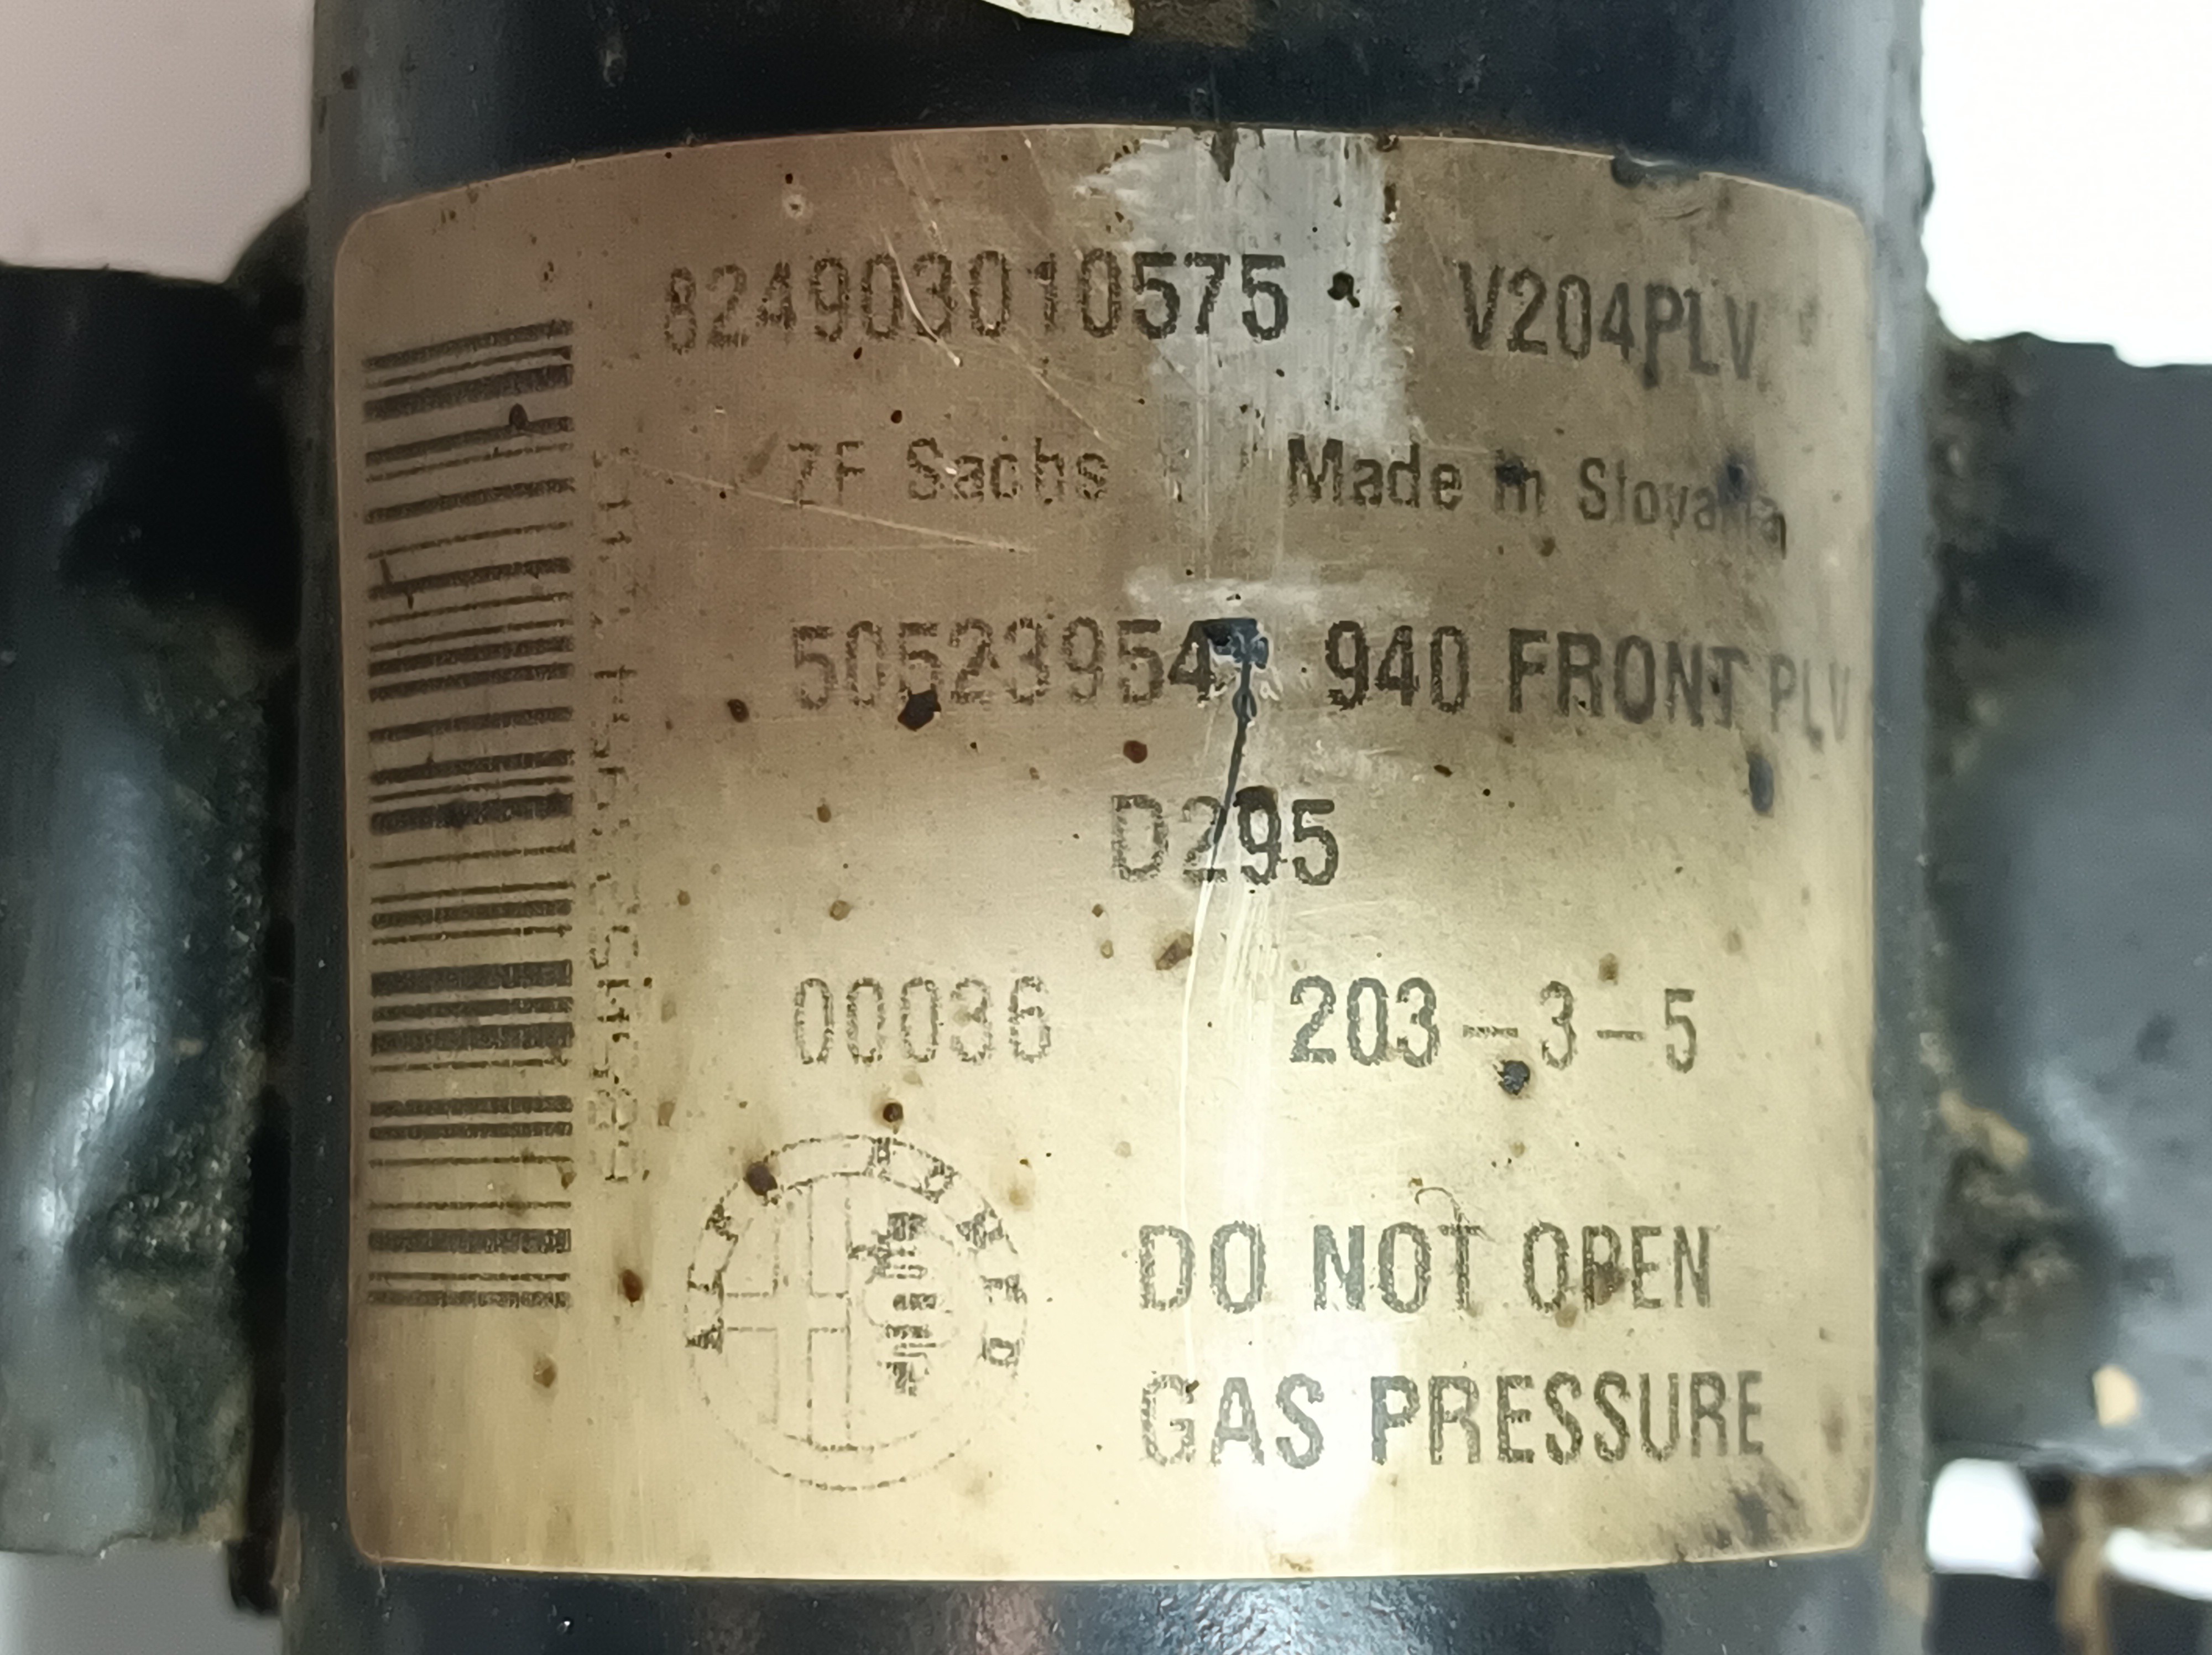 824903010575 V204PLV
ZF Sachs Made in Slovakia
50523954 940 FRONT PLV
D295
00036 203-3-5
DO NOT OPEN
GAS PRESSURE